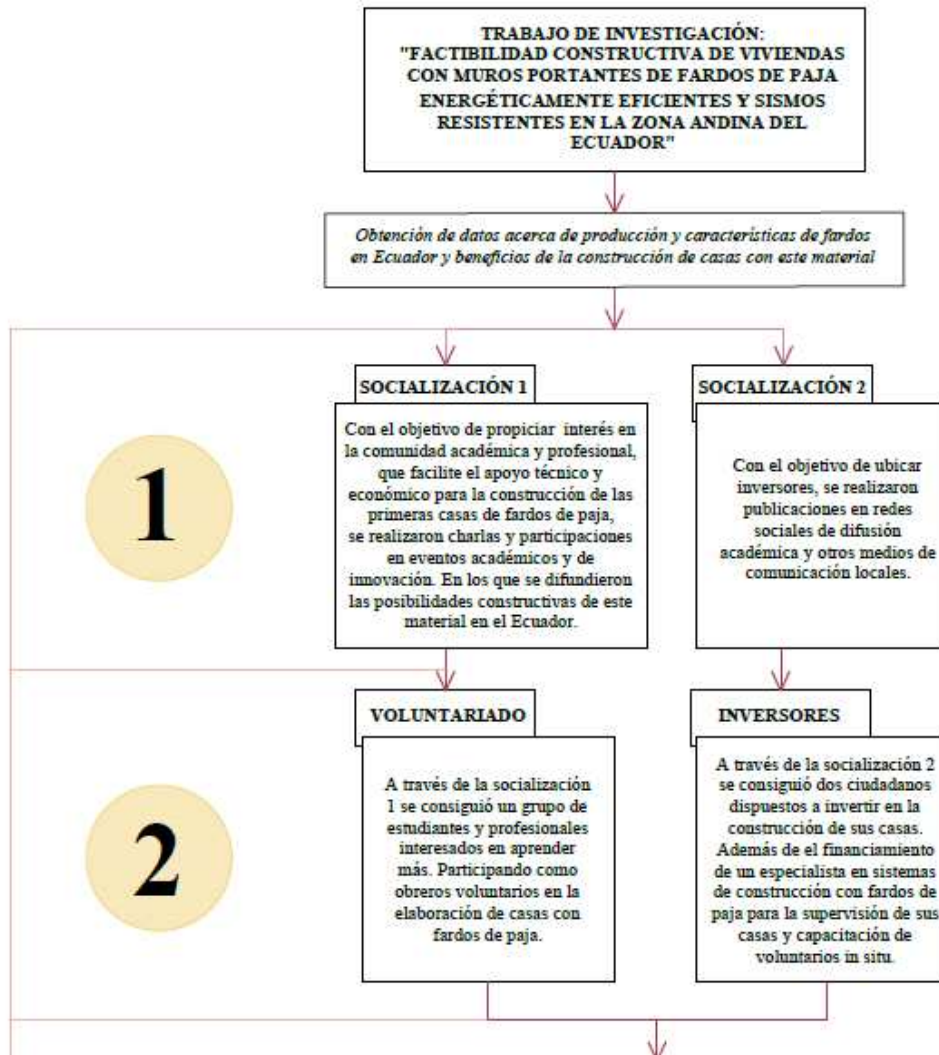 TRABAJO DE INVESTIGACIÓN:
"FACTIBILIDAD CONSTRUCTIVA DE VIVIENDAS
CON MUROS PORTANTES DE FARDOS DE PAJA
ENERGÉTICAMENTE EFICIENTES Y SISMOS
RESISTENTES EN LA ZONA ANDINA DEL
ECUADOR"
Obtención de datos acerca de producción y características de fardos
en Ecuador y beneficios de la construcción de casas con este material
1
SOCIALIZACIÓN 1
Con el objetivo de propiciar interés en
la comunidad académica y profesional,
que facilite el apoyo técnico y
económico para la construcción de las
primeras casas de fardos de paja,
se realizaron charlas y participaciones
en eventos académicos y de
innovación. En los que se difundieron
las posibilidades constructivas de este
material en el Ecuador.
SOCIALIZACIÓN 2
Con el objetivo de ubicar
inversores, se realizaron
publicaciones en redes
sociales de difusión
académica y otros medios de
comunicación locales.
2
VOLUNTARIADO
A través de la socialización
1 se consiguió un grupo de
estudiantes y profesionales
interesados en aprender
más. Participando como
obreros voluntarios en la
elaboración de casas con
fardos de paja.
INVERSORES
A través de la socialización 2
se consiguió dos ciudadanos
dispuestos a invertir en la
construcción de sus casas.
Además de el financiamiento
de un especialista en sistemas
de construcción con fardos de
paja para la supervisión de sus
casas y capacitación de
voluntarios in situ.